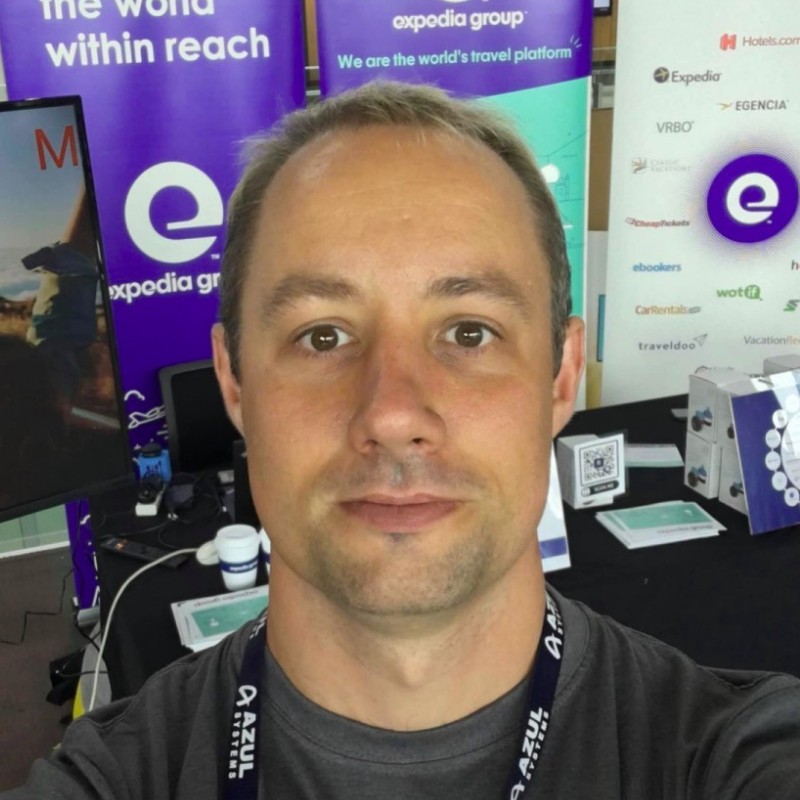 the world
within reach
expedia group
We are the world's travel platform
Hotels.com
Expedia
EGENCIA
VRBO
CheapTickets
ebookers
wotif
CarRentals
traveldoo
M
e
expedia gr
e
AZUL
SYSTEMS
AZUL
SYSTEMS